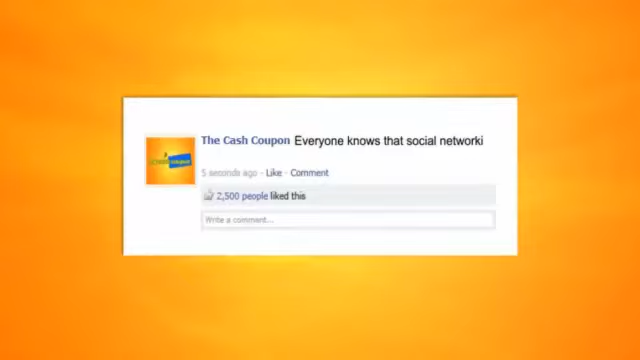 The Cash Coupon Everyone knows that social networki
5 seconds ago - Like - Comment
2,500 people liked this
Write a comment...